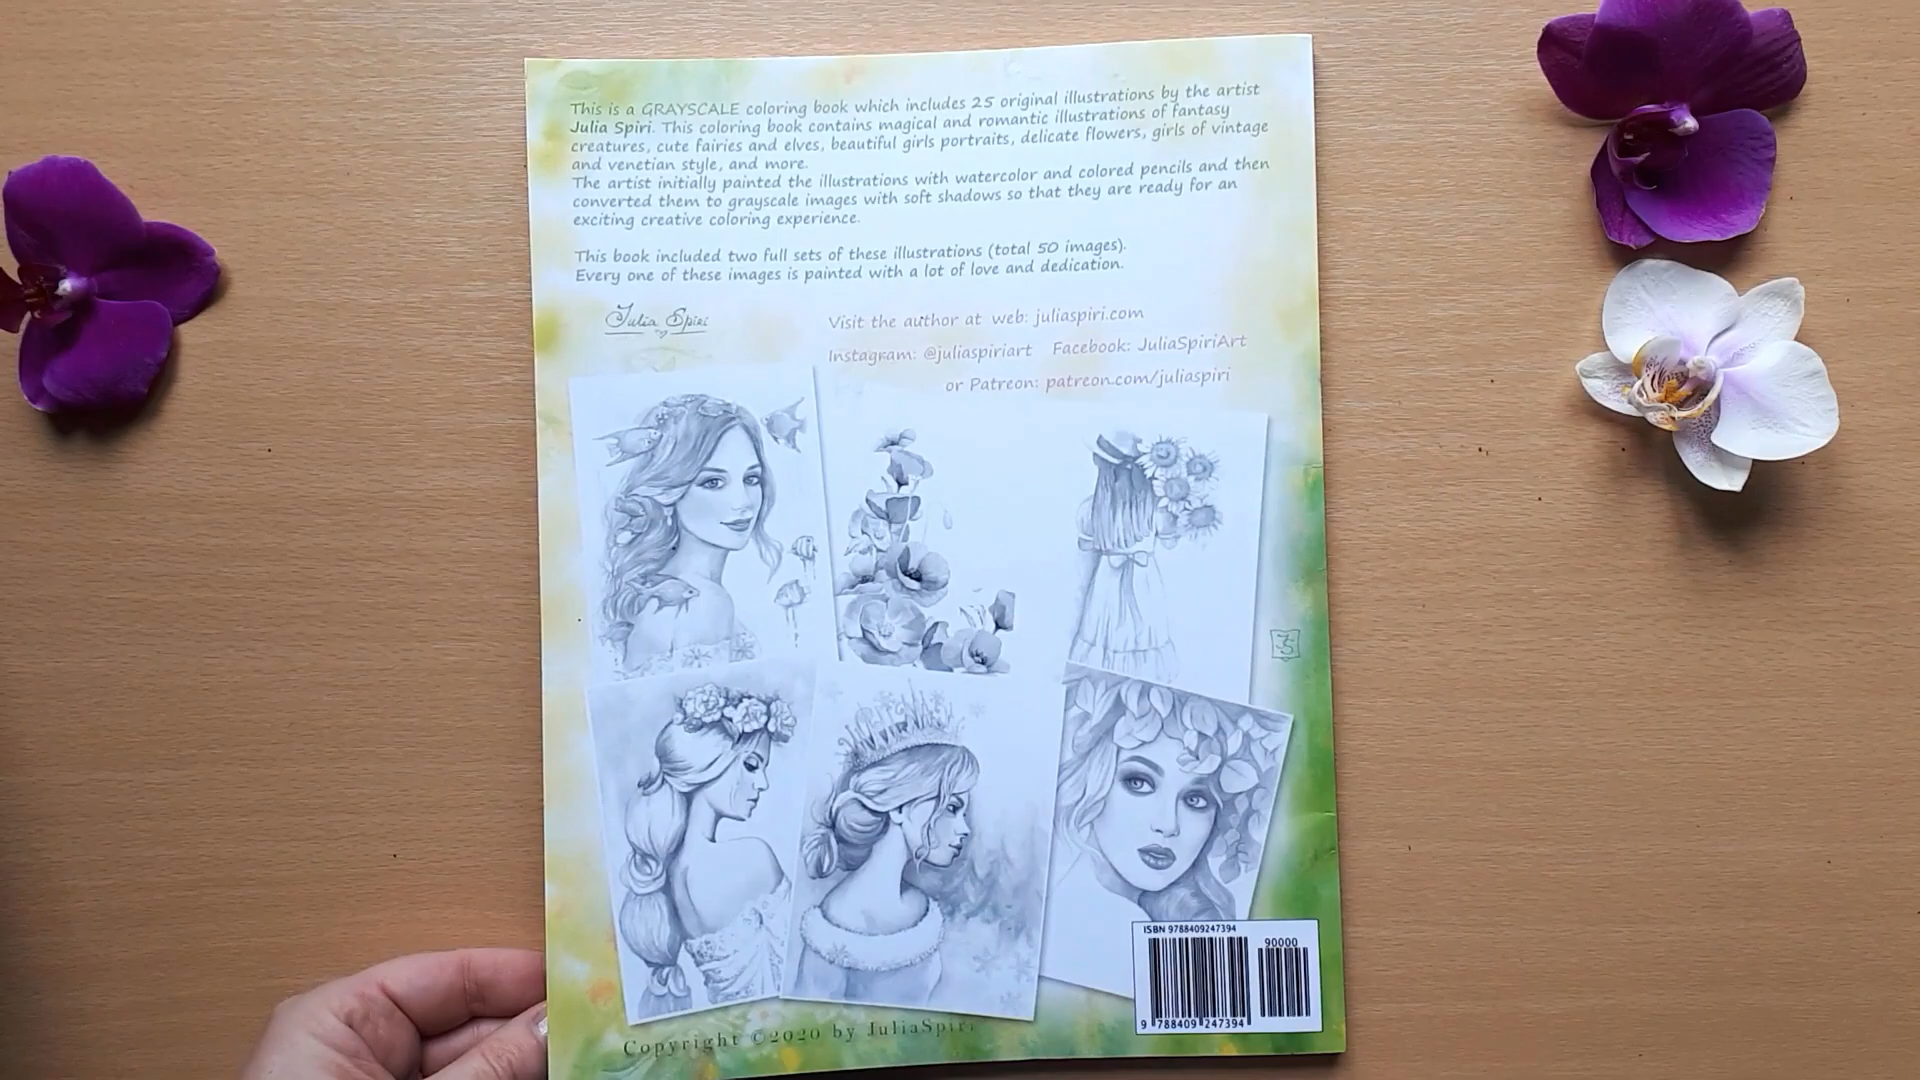 This is a GRAYSCALE coloring book which includes 25 original illustrations by the artist
Julia Spiri. This coloring book contains magical and romantic illustrations of fantasy
creatures, cute fairies and elves, beautiful girls portraits, delicate flowers, girls of vintage
and venetian style, and more.
The artist initially painted the illustrations with watercolor and colored pencils and then
converted them to grayscale images with soft shadows so that they are ready for an
exciting creative coloring experience.
This book included two full sets of these illustrations (total 50 images).
Every one of these images is painted with a lot of love and dedication.
Julia Spiri
Visit the author at web: juliaspiri.com
Instagram: @juliaspiriart Facebook: JuliaSpiriArt
or Patreon: patreon.com/juliaspiri
JS
ISBN 9788409247394
90000
9 788409 247394
Copyright ©2020 by JuliaSpiri